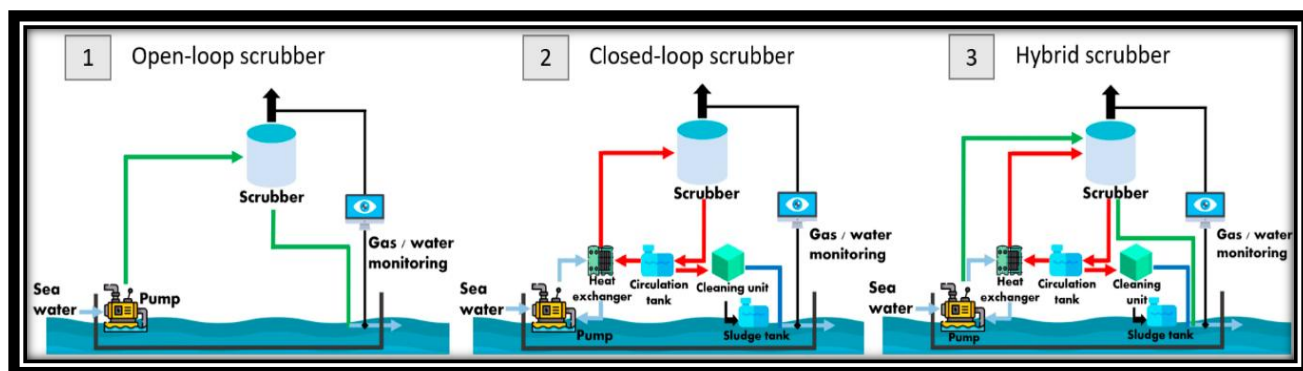 1 Open-loop scrubber
Scrubber
Gas / water
monitoring
Sea
water
Pump
2 Closed-loop scrubber
Scrubber
Gas / water
monitoring
Heat
exchanger
Circulation
tank
Cleaning unit
Sea
water
Pump
Sludge tank
3 Hybrid scrubber
Scrubber
Gas / water
monitoring
Heat
exchanger
Circulation
tank
Cleaning
unit
Sea
water
Pump
Sludge tank